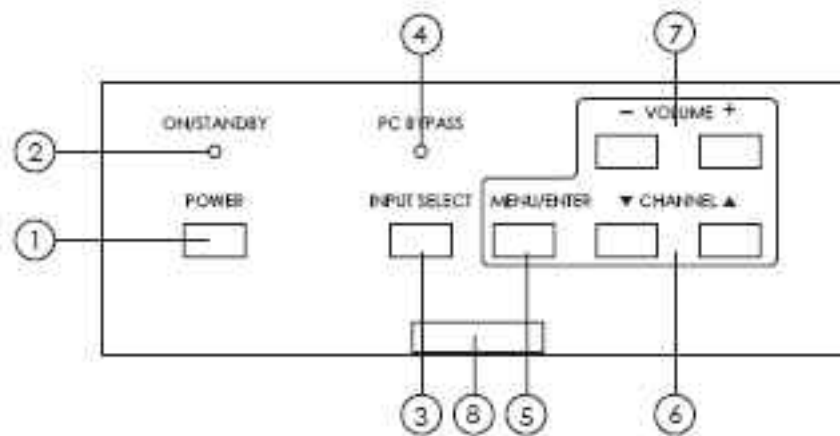 4 7
− VOLUME +
ON/STANDBY PC BYPASS
2
POWER INPUT SELECT MENU/ENTER ▼ CHANNEL ▲
1
3 8 5 6